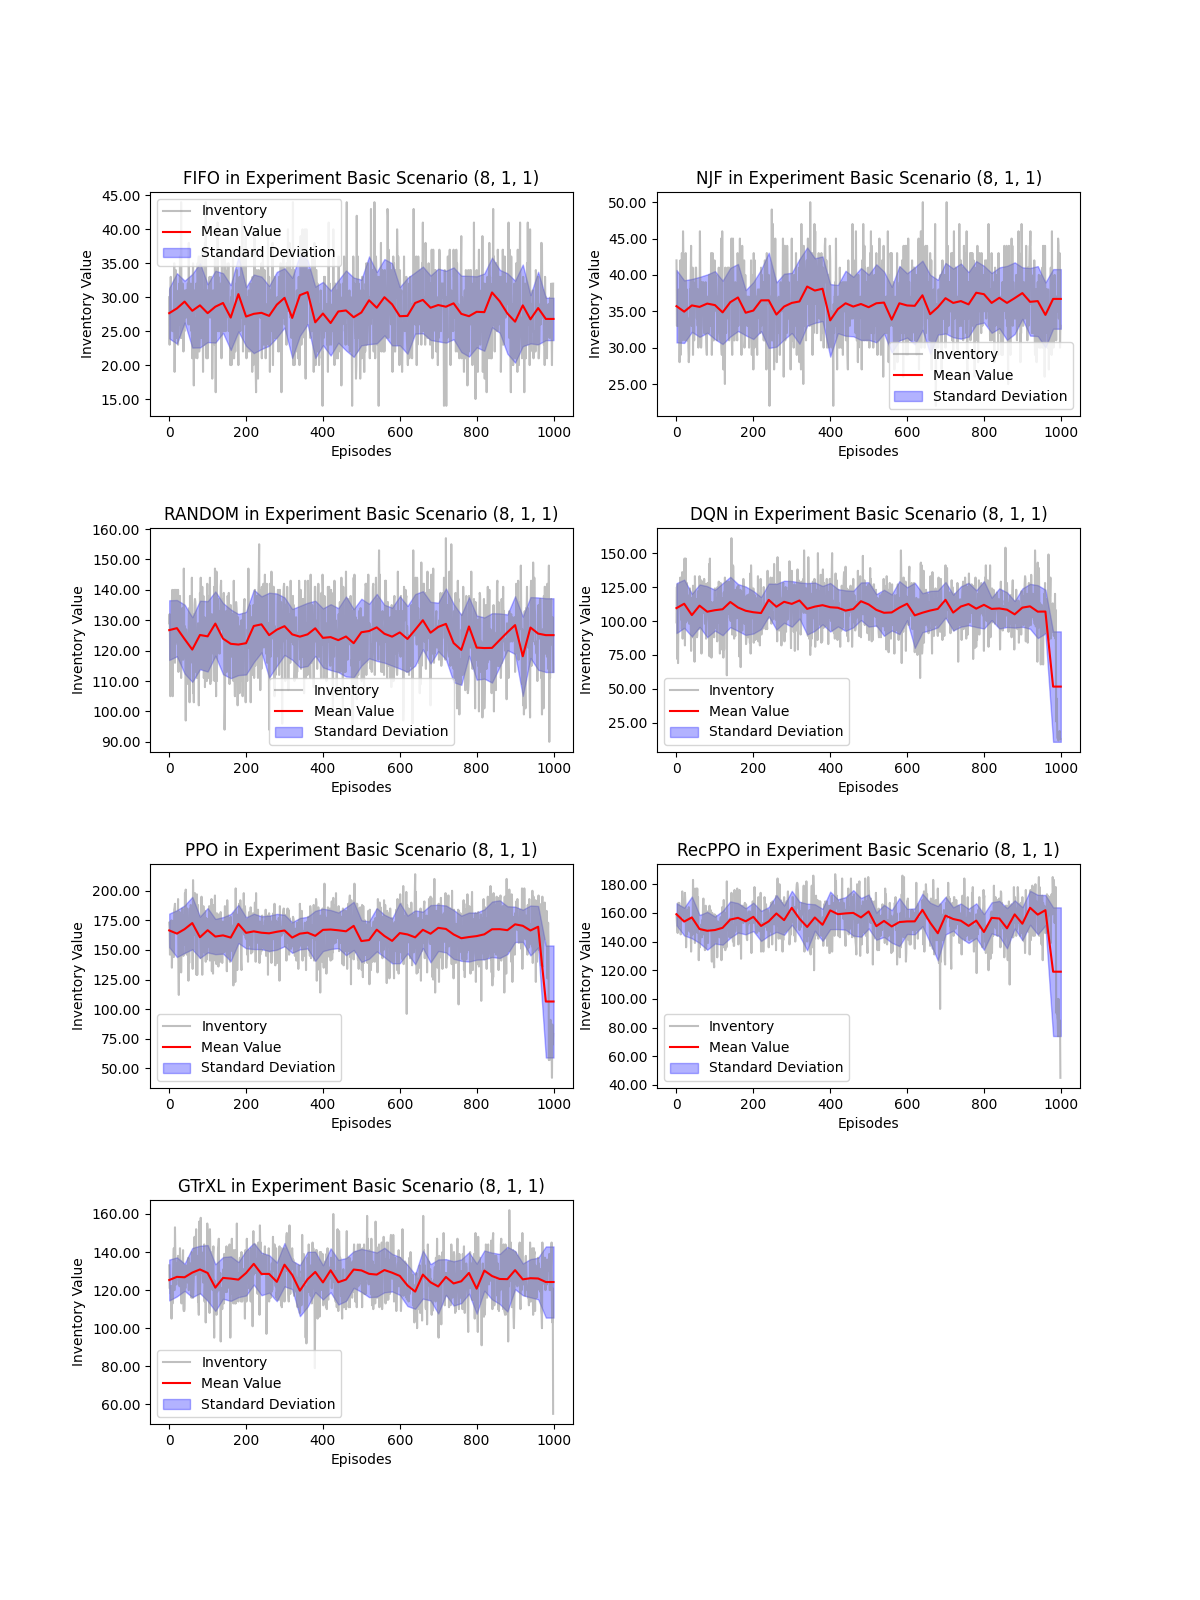 FIFO in Experiment Basic Scenario (8, 1, 1)
45.00
40.00
35.00
30.00
25.00
20.00
15.00
Inventory Value
Inventory
Mean Value
Standard Deviation
0 200 400 600 800 1000
Episodes
NJF in Experiment Basic Scenario (8, 1, 1)
50.00
45.00
40.00
35.00
30.00
25.00
Inventory Value
Inventory
Mean Value
Standard Deviation
0 200 400 600 800 1000
Episodes
RANDOM in Experiment Basic Scenario (8, 1, 1)
160.00
150.00
140.00
130.00
120.00
110.00
100.00
90.00
Inventory Value
Inventory
Mean Value
Standard Deviation
0 200 400 600 800 1000
Episodes
DQN in Experiment Basic Scenario (8, 1, 1)
150.00
125.00
100.00
75.00
50.00
25.00
Inventory Value
Inventory
Mean Value
Standard Deviation
0 200 400 600 800 1000
Episodes
PPO in Experiment Basic Scenario (8, 1, 1)
200.00
175.00
150.00
125.00
100.00
75.00
50.00
Inventory Value
Inventory
Mean Value
Standard Deviation
0 200 400 600 800 1000
Episodes
RecPPO in Experiment Basic Scenario (8, 1, 1)
180.00
160.00
140.00
120.00
100.00
80.00
60.00
40.00
Inventory Value
Inventory
Mean Value
Standard Deviation
0 200 400 600 800 1000
Episodes
GTrXL in Experiment Basic Scenario (8, 1, 1)
160.00
140.00
120.00
100.00
80.00
60.00
Inventory Value
Inventory
Mean Value
Standard Deviation
0 200 400 600 800 1000
Episodes